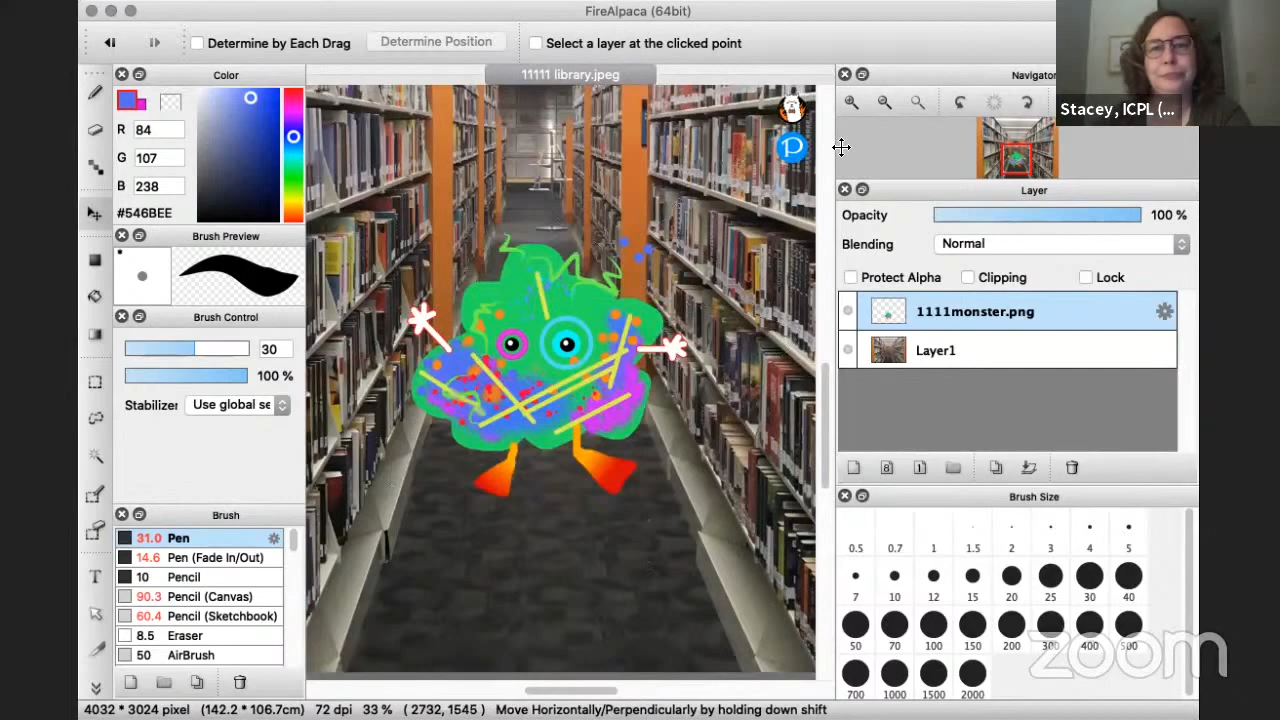 FireAlpaca (64bit)
Determine by Each Drag
Determine Position
Select a layer at the clicked point
Stacey, ICPL (...
Color
11111 library.jpeg
Navigator
R 84
G 107
B 238
#546BEE
P
Layer
Opacity 100 %
Blending Normal
Protect Alpha Clipping Lock
1111monster.png
Layer1
Brush Preview
Brush Control
30
100 %
Stabilizer Use global se
8 1
Brush
31.0 Pen
14.6 Pen (Fade In/Out)
10 Pencil
90.3 Pencil (Canvas)
60.4 Pencil (Sketchbook)
8.5 Eraser
50 AirBrush
T
Brush Size
0.5 0.7 1 1.5 2 3 4 5
7 10 12 15 20 25 30 40
50 70 100 150 200 300 400 500
700 1000 1500 2000
zoom
4032 * 3024 pixel (142.2 * 106.7cm) 72 dpi 33 % ( 2732, 1545 ) Move Horizontally/Perpendicularly by holding down shift